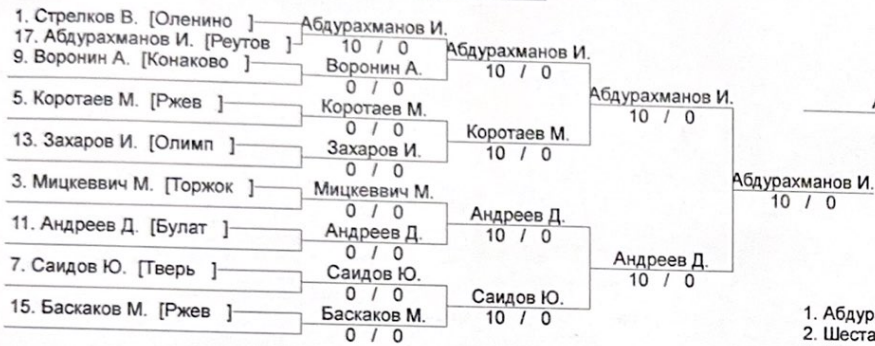 1. Стрелков В. [Оленино ]
17. Абдурахманов И. [Реутов ]
9. Воронин А. [Конаково ]
5. Коротаев М. [Ржев ]
13. Захаров И. [Олимп ]
3. Мицкеввич М. [Торжок ]
11. Андреев Д. [Булат ]
7. Саидов Ю. [Тверь ]
15. Баскаков М. [Ржев ]
Абдурахманов И.
10 / 0
Воронин А.
0 / 0
Коротаев М.
0 / 0
Захаров И.
0 / 0
Мицкеввич М.
0 / 0
Андреев Д.
0 / 0
Саидов Ю.
0 / 0
Баскаков М.
0 / 0
Абдурахманов И.
10 / 0
Коротаев М.
10 / 0
Андреев Д.
10 / 0
Саидов Ю.
10 / 0
Абдурахманов И.
10 / 0
Андреев Д.
10 / 0
Абдурахманов И.
10 / 0
1. Абдур
2. Шеста